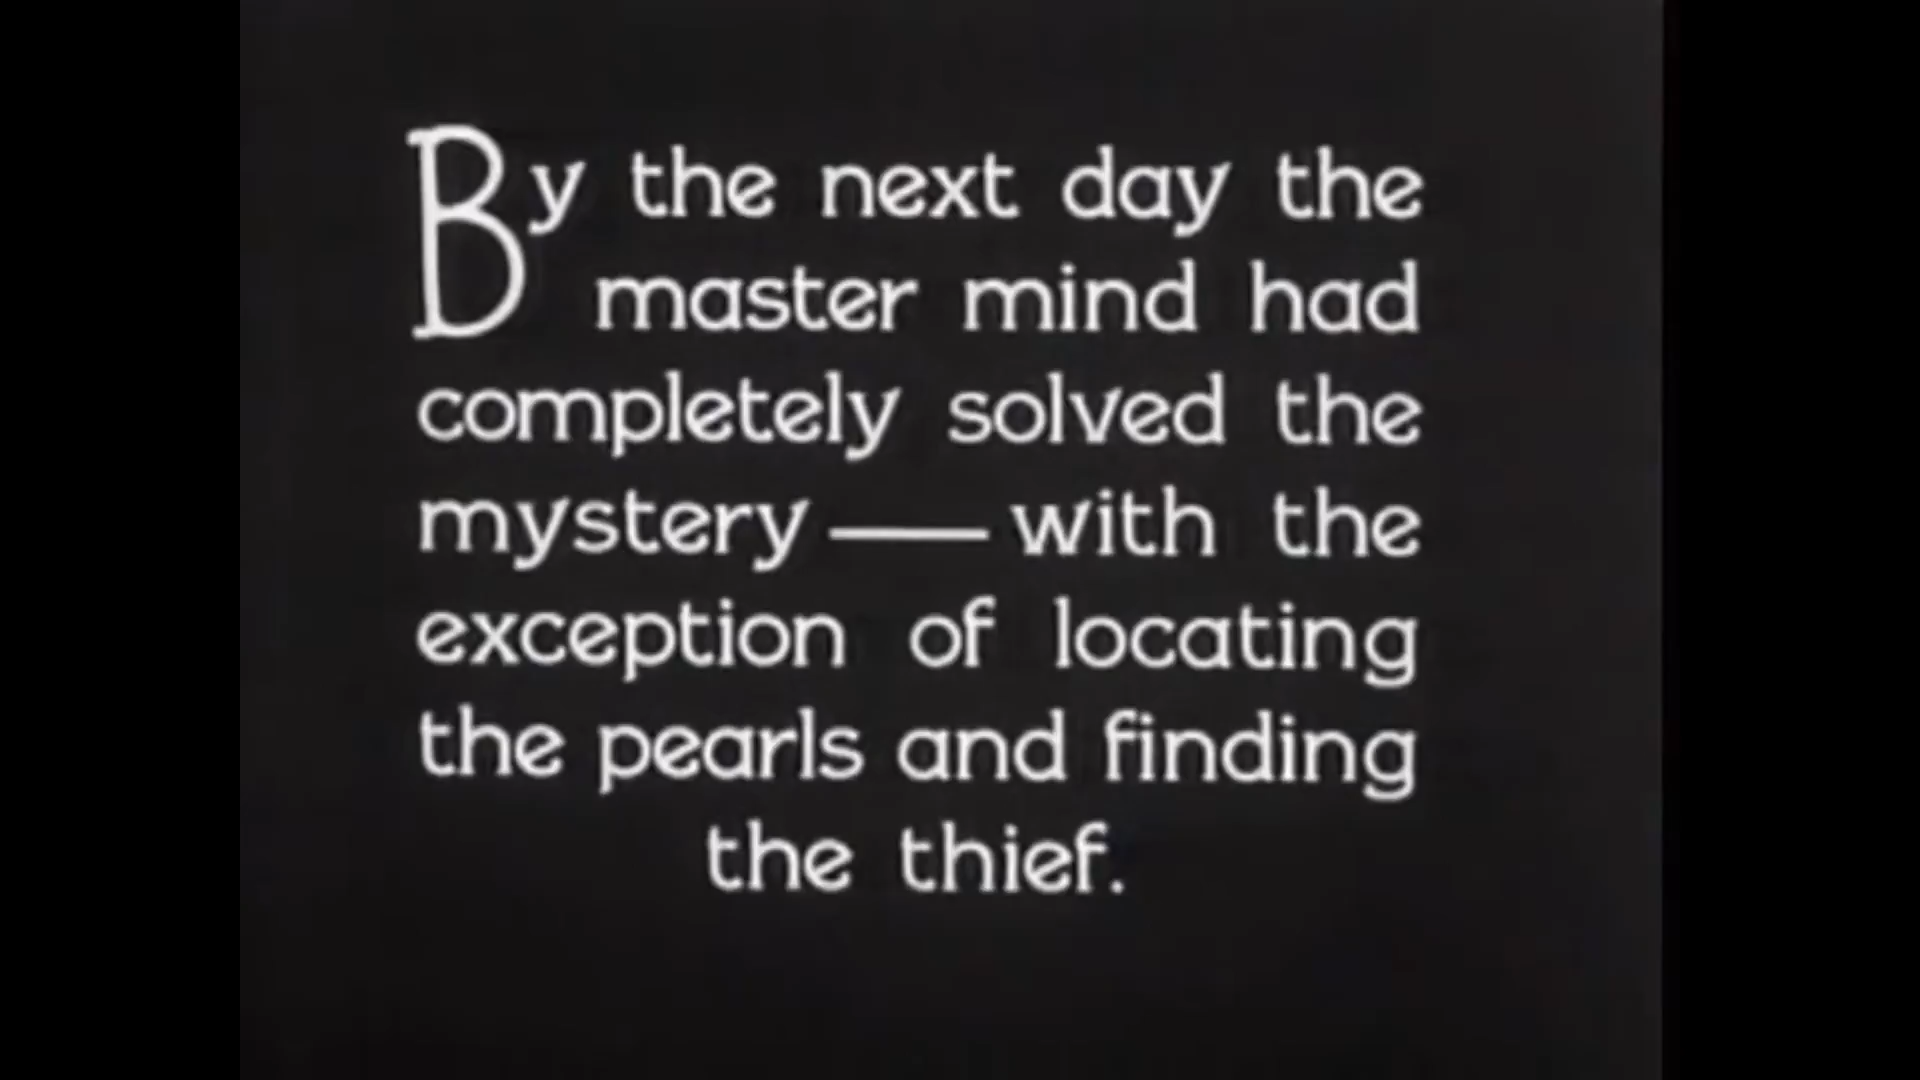 By the next day the
master mind had
completely solved the
mystery — with the
exception of locating
the pearls and finding
the thief.